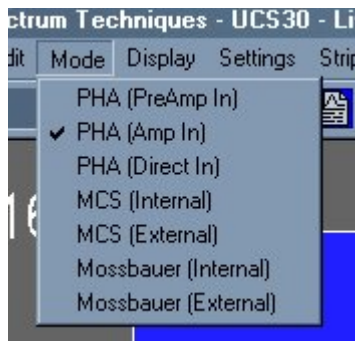 ctrum Techniques - UCS30 - Li
dit Mode Display Settings Strip
PHA (PreAmp In)
✔ PHA (Amp In)
PHA (Direct In)
MCS (Internal)
MCS (External)
Mossbauer (Internal)
Mossbauer (External)
16